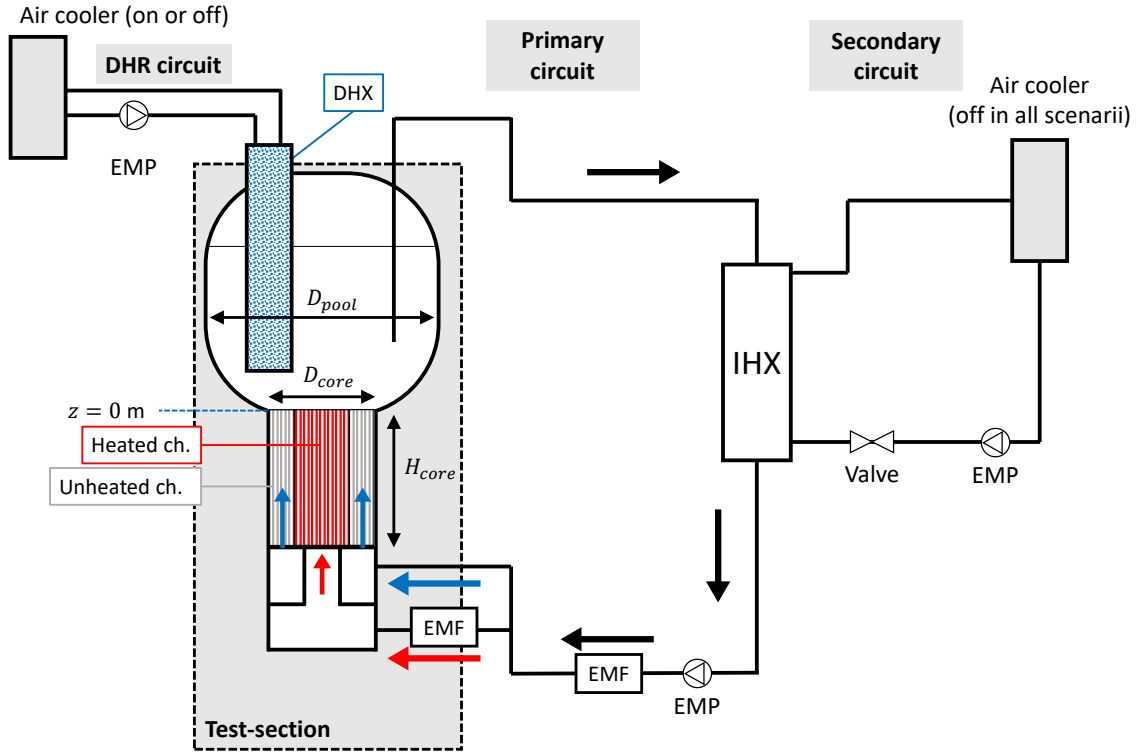 Air cooler (on or off)
DHR circuit
DHX
EMP
Primary
circuit
Secondary
circuit
Air cooler
(off in all scenarii)
D_pool
D_core
z = 0 m
Heated ch.
Unheated ch.
H_core
IHX
Valve
EMP
EMF
EMF
EMP
Test-section